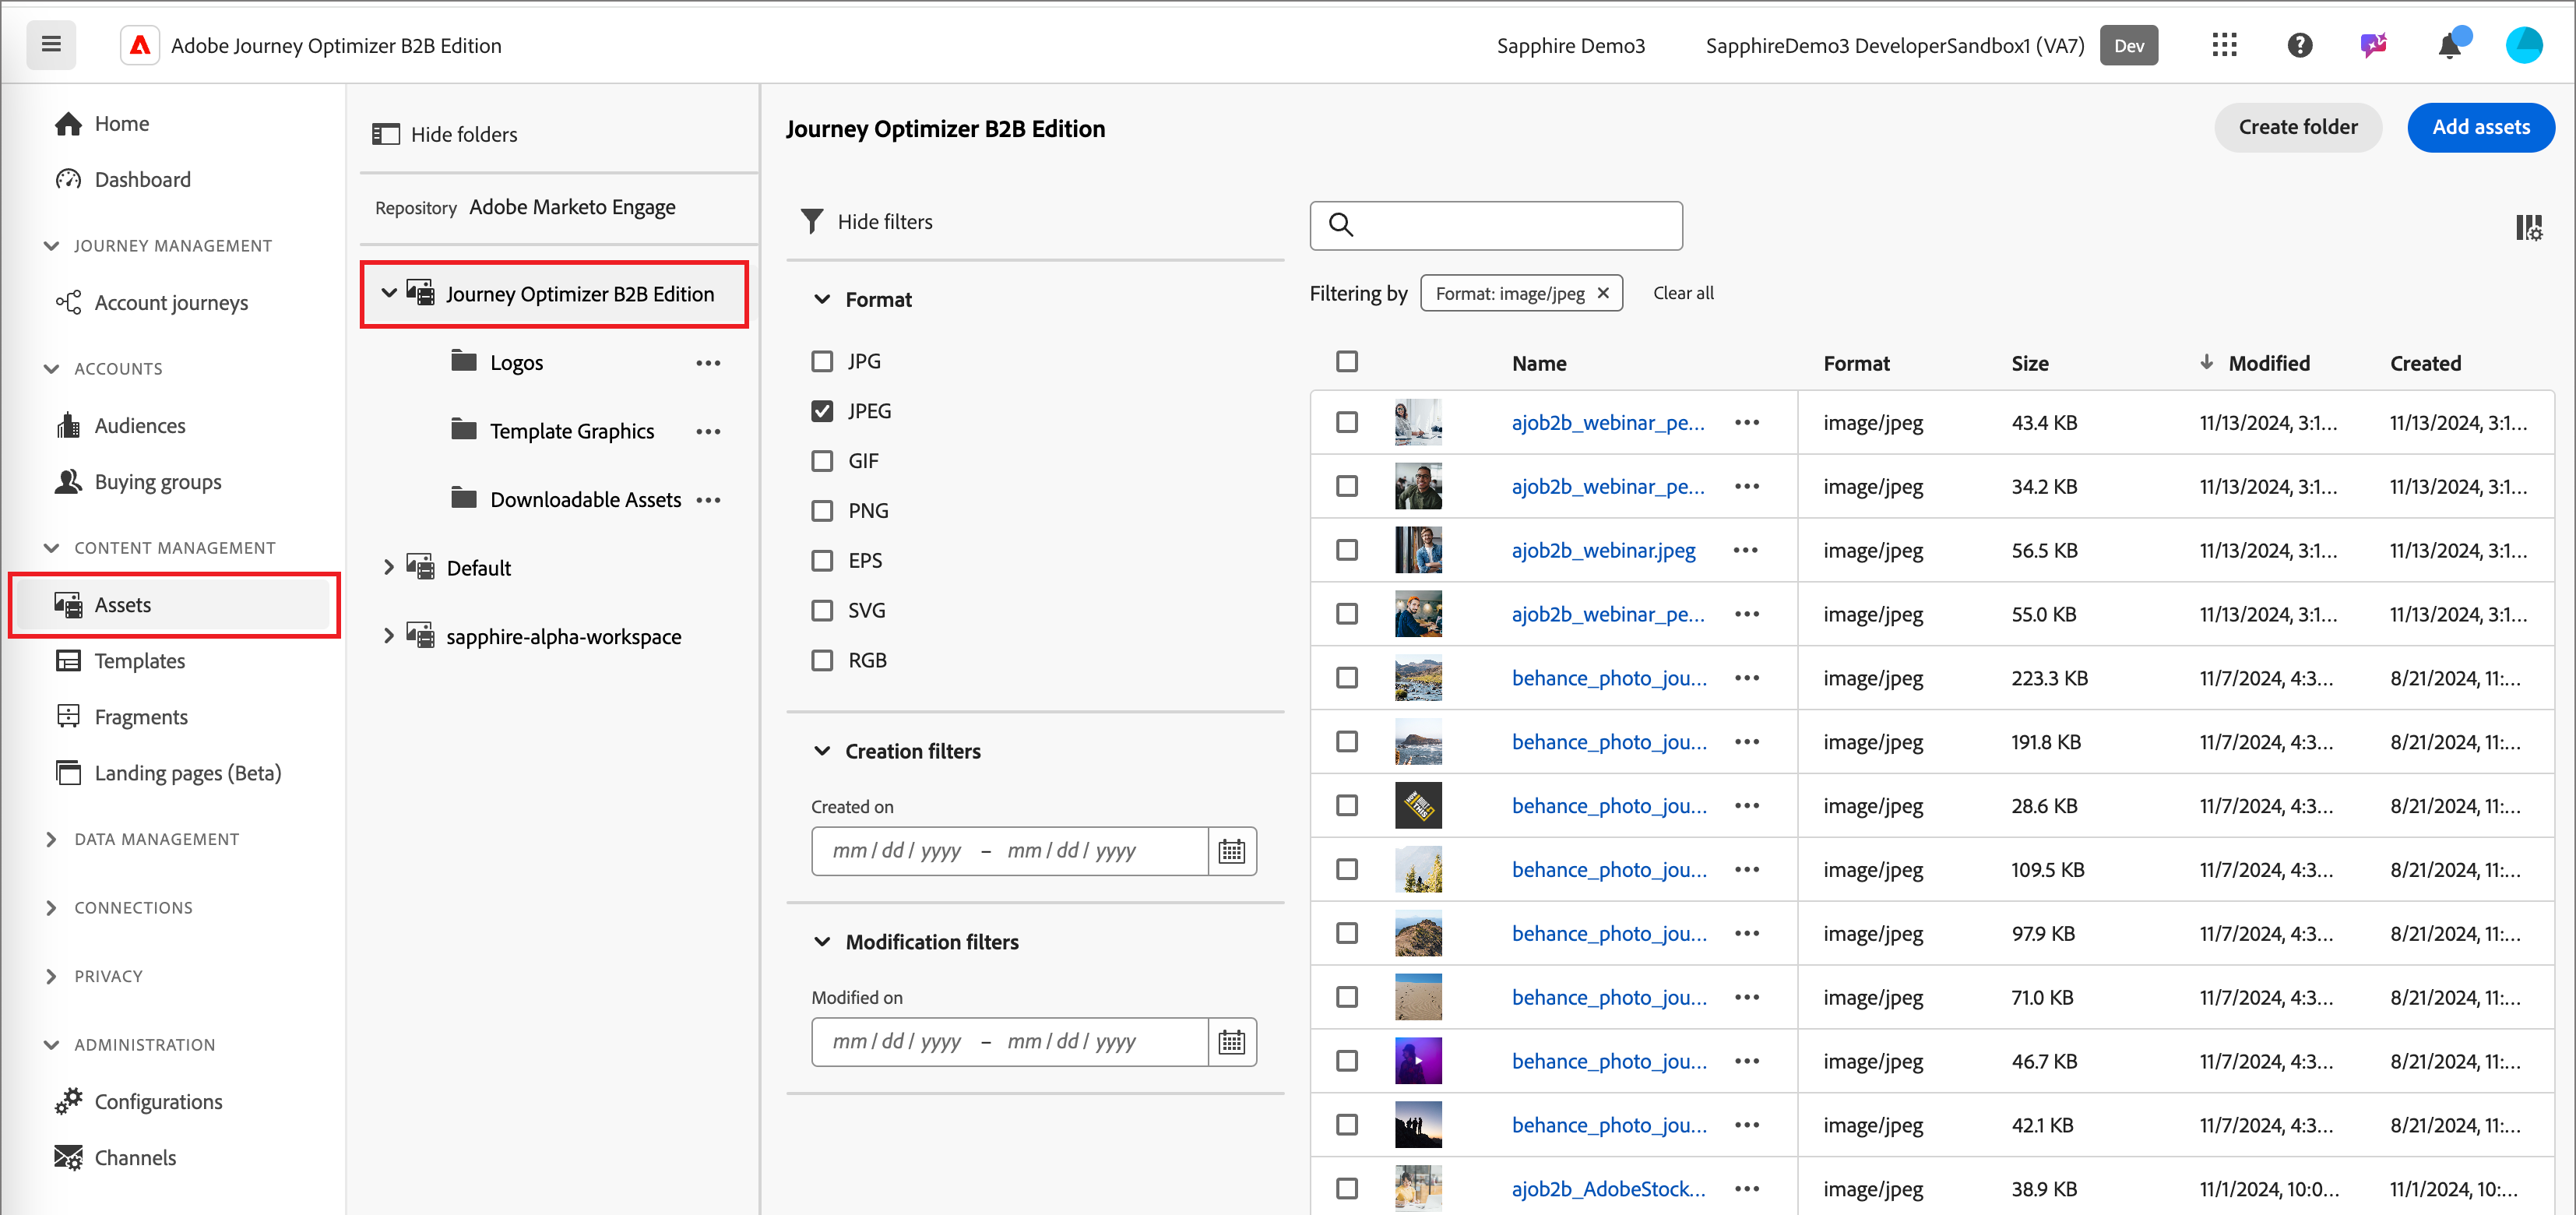 Adobe Journey Optimizer B2B Edition
Sapphire Demo3
SapphireDemo3 DeveloperSandbox1 (VA7)
Dev
Home
Dashboard
JOURNEY MANAGEMENT
Account journeys
ACCOUNTS
Audiences
Buying groups
CONTENT MANAGEMENT
Assets
Templates
Fragments
Landing pages (Beta)
DATA MANAGEMENT
CONNECTIONS
PRIVACY
ADMINISTRATION
Configurations
Channels
Hide folders
Repository Adobe Marketo Engage
Journey Optimizer B2B Edition
Logos
Template Graphics
Downloadable Assets
Default
sapphire-alpha-workspace
Journey Optimizer B2B Edition
Create folder
Add assets
Hide filters
Format
JPG
JPEG
GIF
PNG
EPS
SVG
RGB
Creation filters
Created on
mm / dd / yyyy – mm / dd / yyyy
Modification filters
Modified on
mm / dd / yyyy – mm / dd / yyyy
Filtering by Format: image/jpeg Clear all
Name Format Size Modified Created
ajob2b_webinar_pe... image/jpeg 43.4 KB 11/13/2024, 3:1... 11/13/2024, 3:1...
ajob2b_webinar_pe... image/jpeg 34.2 KB 11/13/2024, 3:1... 11/13/2024, 3:1...
ajob2b_webinar.jpeg image/jpeg 56.5 KB 11/13/2024, 3:1... 11/13/2024, 3:1...
ajob2b_webinar_pe... image/jpeg 55.0 KB 11/13/2024, 3:1... 11/13/2024, 3:1...
behance_photo_jou... image/jpeg 223.3 KB 11/7/2024, 4:3... 8/21/2024, 11:...
behance_photo_jou... image/jpeg 191.8 KB 11/7/2024, 4:3... 8/21/2024, 11:...
behance_photo_jou... image/jpeg 28.6 KB 11/7/2024, 4:3... 8/21/2024, 11:...
behance_photo_jou... image/jpeg 109.5 KB 11/7/2024, 4:3... 8/21/2024, 11:...
behance_photo_jou... image/jpeg 97.9 KB 11/7/2024, 4:3... 8/21/2024, 11:...
behance_photo_jou... image/jpeg 71.0 KB 11/7/2024, 4:3... 8/21/2024, 11:...
behance_photo_jou... image/jpeg 46.7 KB 11/7/2024, 4:3... 8/21/2024, 11:...
behance_photo_jou... image/jpeg 42.1 KB 11/7/2024, 4:3... 8/21/2024, 11:...
ajob2b_AdobeStock... image/jpeg 38.9 KB 11/1/2024, 10:0... 11/1/2024, 10:...